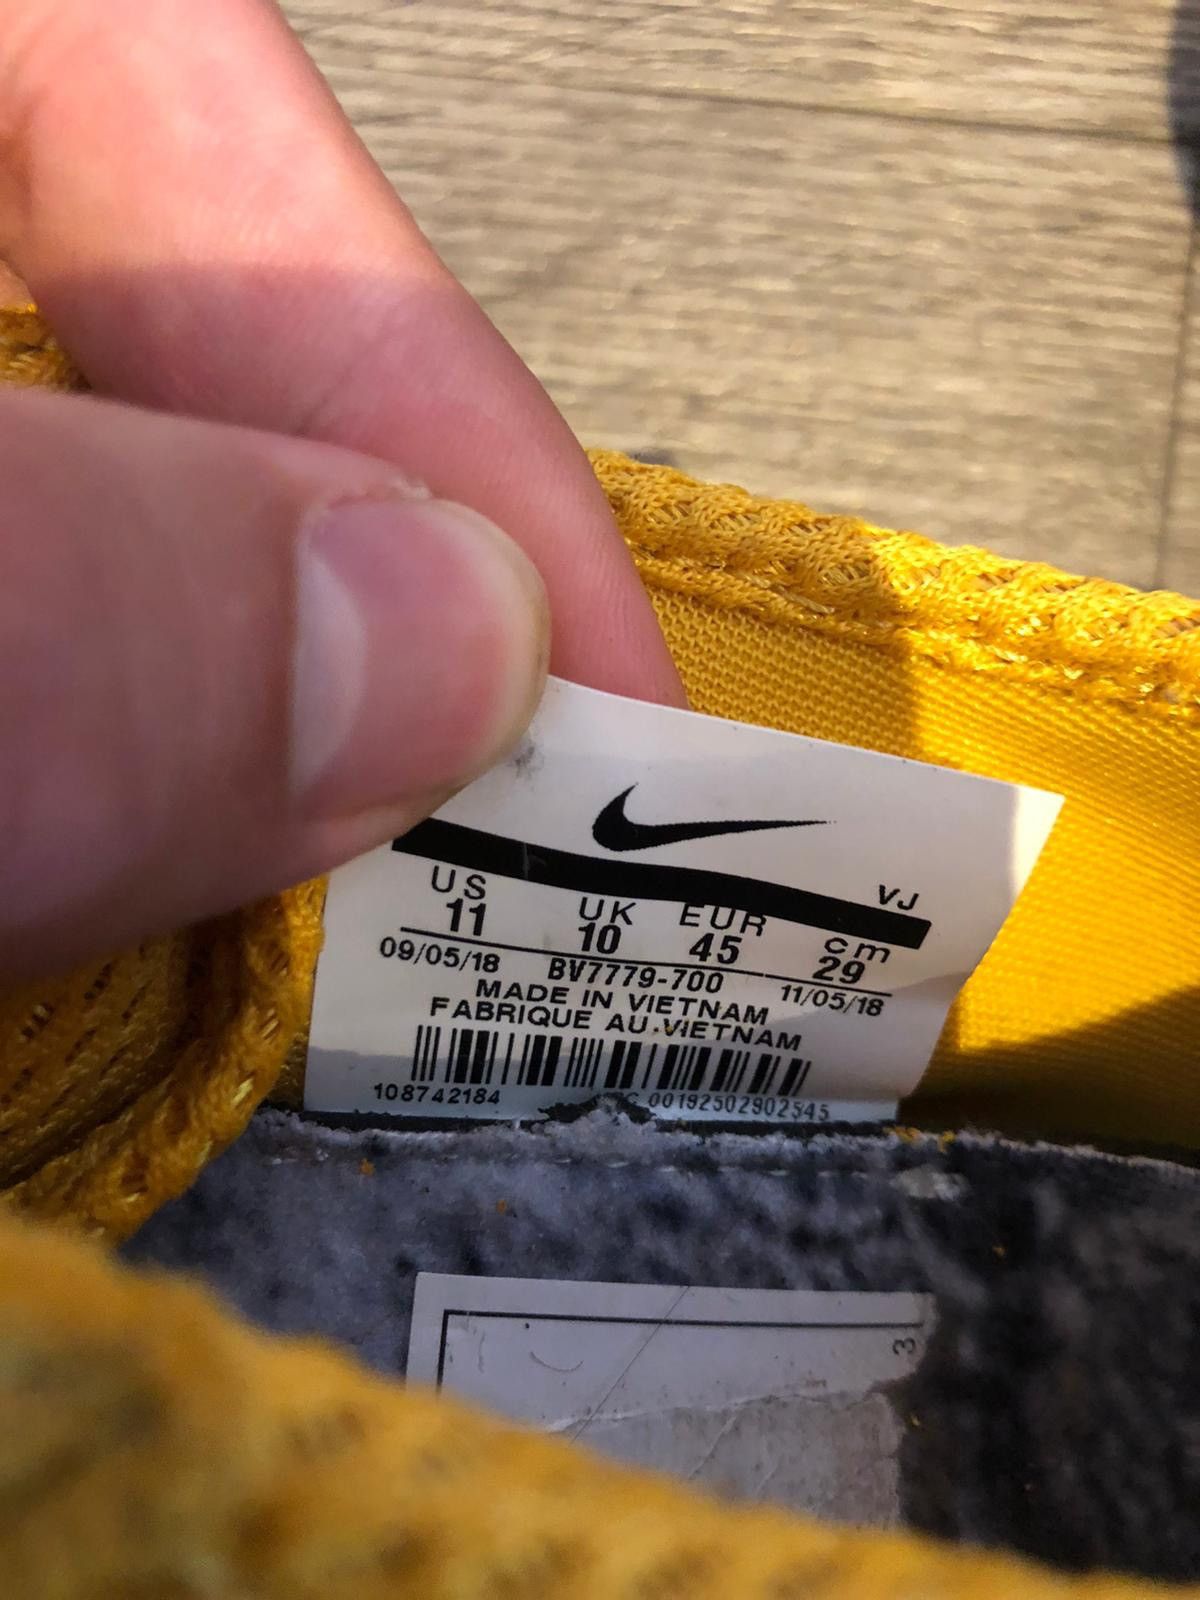 VJ
US UK EUR cm
11 10 45 29
09/05/18 BV7779-700 11/05/18
MADE IN VIETNAM
FABRIQUE AU VIETNAM
108742184 00192502902545
3